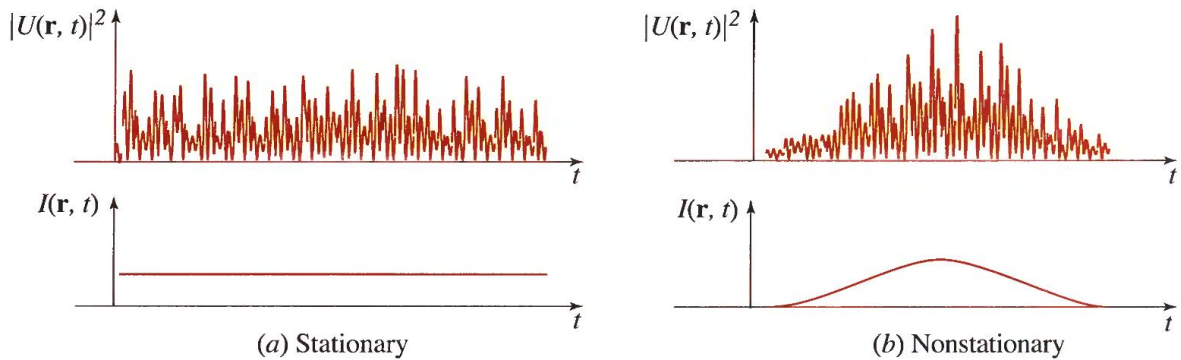 |U(r, t)|²
t
I(r, t)
t
(a) Stationary
|U(r, t)|²
t
I(r, t)
t
(b) Nonstationary